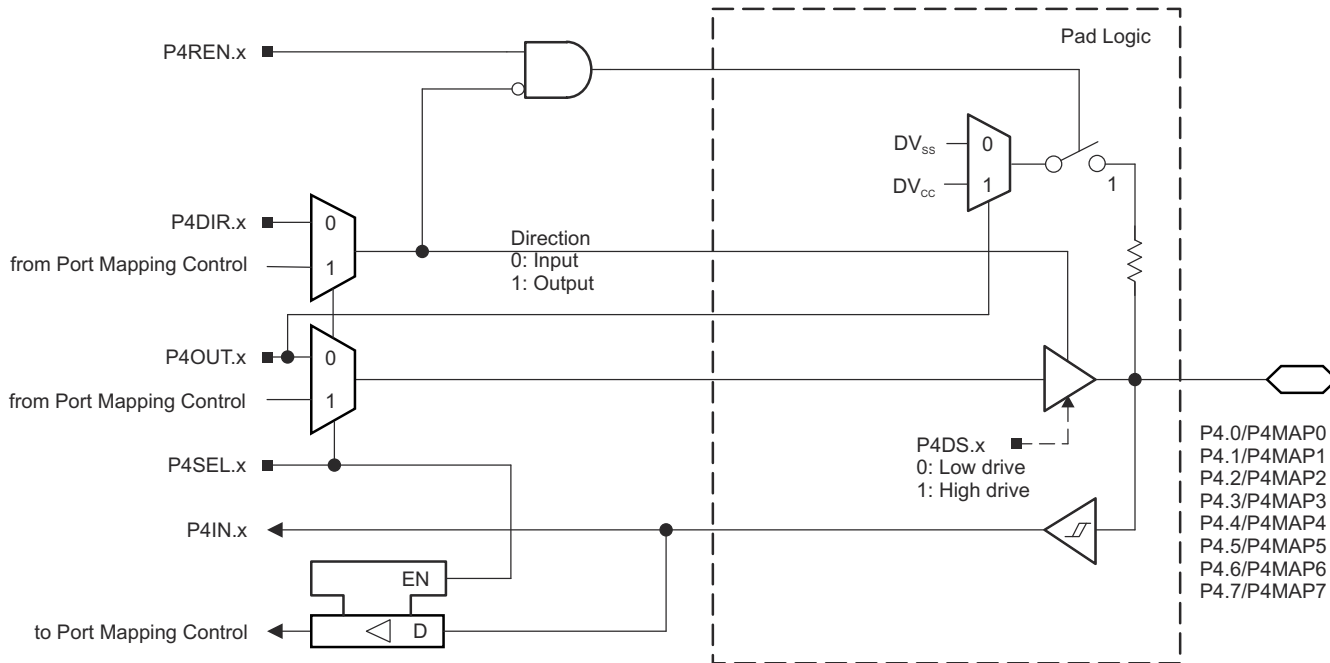 Pad Logic
P4REN.x
DVSS
0
DVCC
1
1
P4DIR.x
0
from Port Mapping Control
1
Direction
0: Input
1: Output
P4OUT.x
0
from Port Mapping Control
1
P4SEL.x
P4DS.x
0: Low drive
1: High drive
P4IN.x
EN
to Port Mapping Control
D
P4.0/P4MAP0
P4.1/P4MAP1
P4.2/P4MAP2
P4.3/P4MAP3
P4.4/P4MAP4
P4.5/P4MAP5
P4.6/P4MAP6
P4.7/P4MAP7